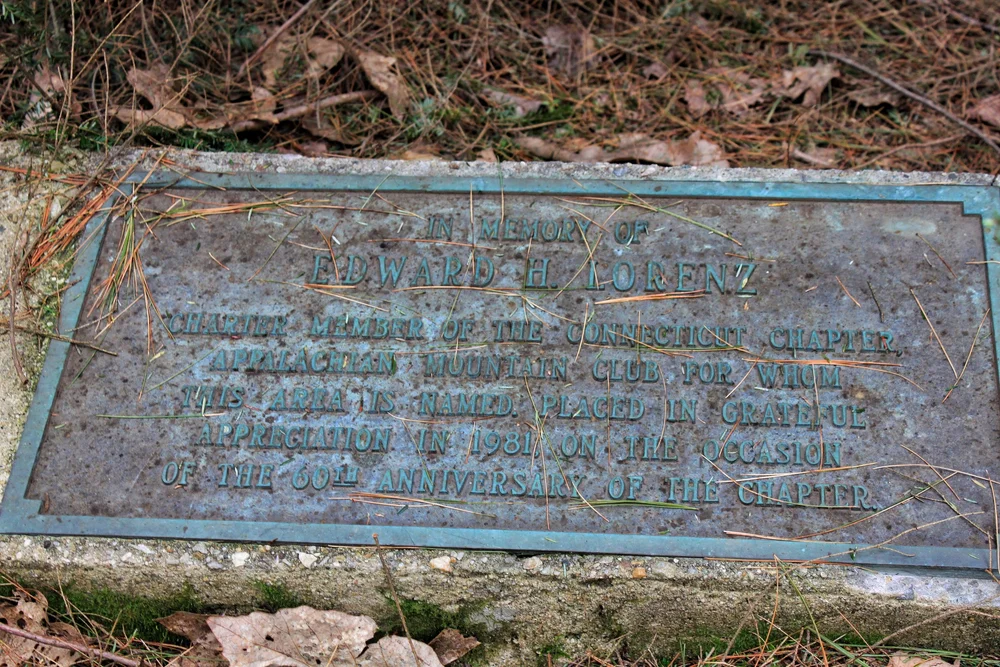 IN MEMORY OF
EDWARD H. LORENZ
CHARTER MEMBER OF THE CONNECTICUT CHAPTER,
APPALACHIAN MOUNTAIN CLUB FOR WHOM
THIS AREA IS NAMED. PLACED IN GRATEFUL
APPRECIATION IN 1981 ON THE OCCASION
OF THE 60TH ANNIVERSARY OF THE CHAPTER.